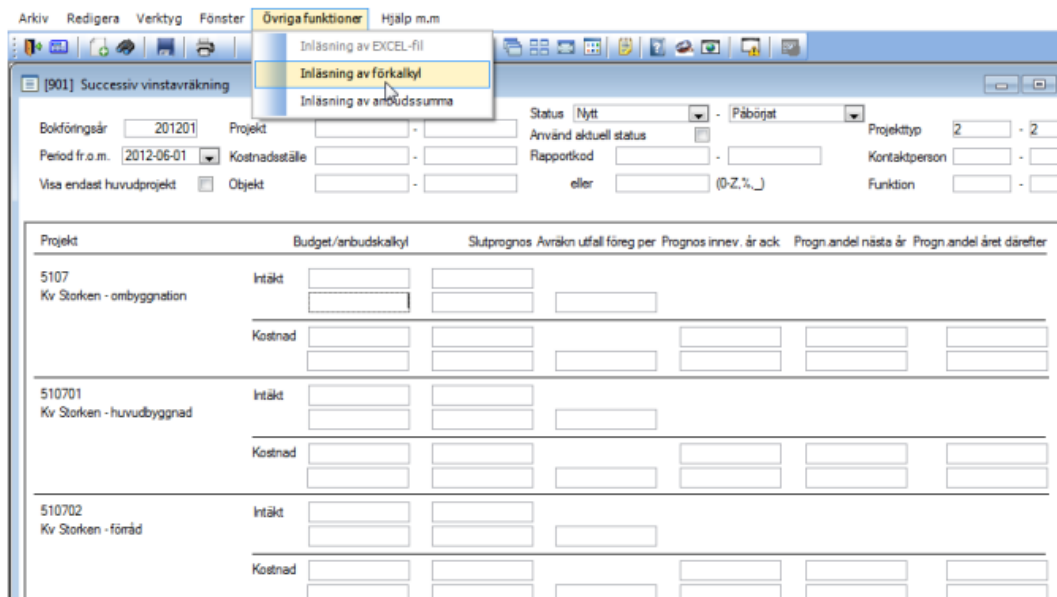 Arkiv Redigera Verktyg Fönster Övriga funktioner Hjälp m.m
Inläsning av EXCEL-fil
Inläsning av förkalkyl
Inläsning av anbudssumma
[901] Successiv vinstavräkning
Status Nytt - Påbörjat
Bokföringsår 201201 Projekt - Använd aktuell status Projekttyp 2 - 2
Period fr.o.m. 2012-06-01 Kostnadsställe - Rapportkod - Kontaktperson -
Visa endast huvudprojekt Objekt - eller (0-Z,%,_) Funktion -
Projekt Budget/anbudskalkyl Slutprognos Avräkn utfall föreg per Prognos innev. år ack Progn.andel nästa år Progn.andel året därefter
5107 Intäkt
Kv Storken - ombyggnation
Kostnad
510701 Intäkt
Kv Storken - huvudbyggnad
Kostnad
510702 Intäkt
Kv Storken - förråd
Kostnad